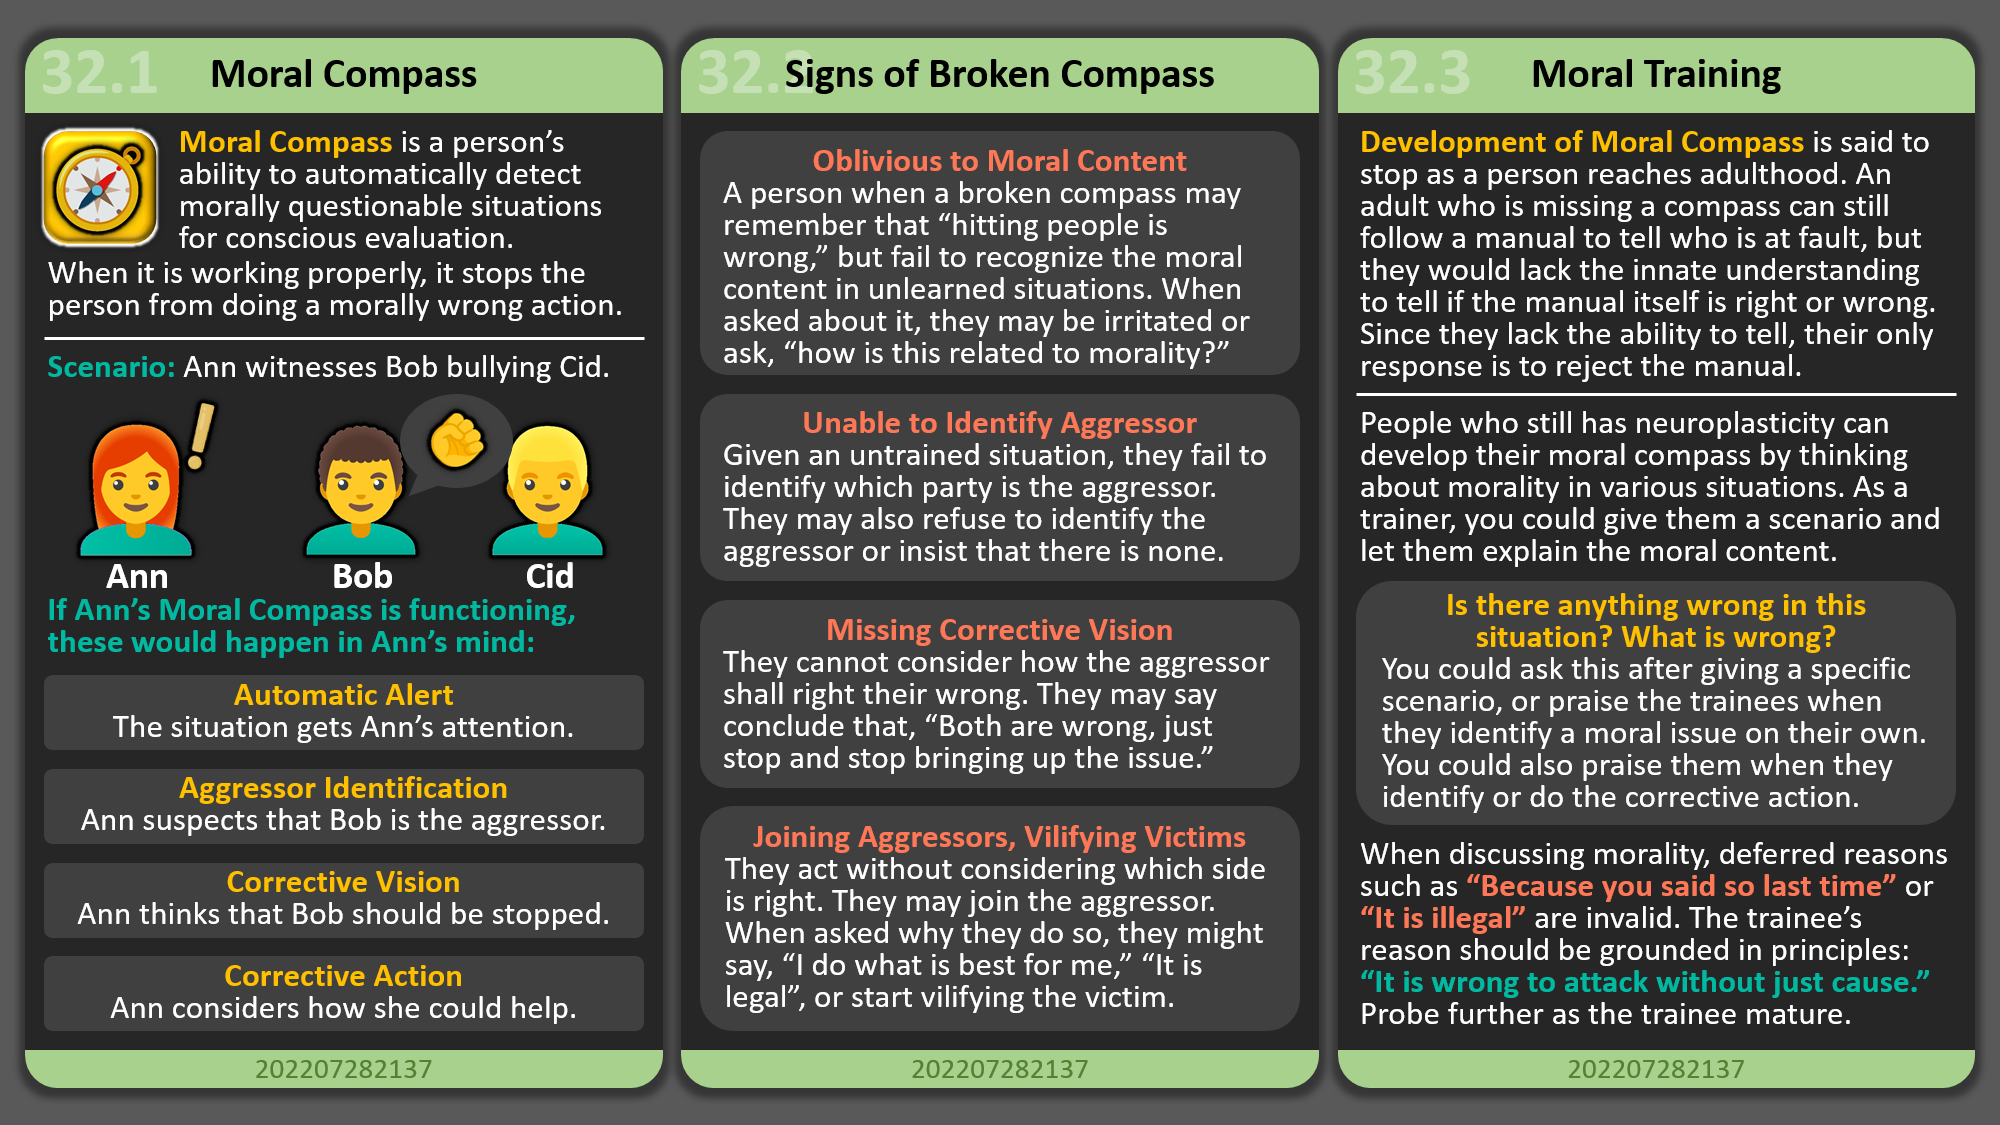 32.1
Moral Compass
Moral Compass is a person’s
ability to automatically detect
morally questionable situations
for conscious evaluation.
When it is working properly, it stops the
person from doing a morally wrong action.
Scenario: Ann witnesses Bob bullying Cid.
Ann
Bob
Cid
If Ann’s Moral Compass is functioning,
these would happen in Ann’s mind:
Automatic Alert
The situation gets Ann’s attention.
Aggressor Identification
Ann suspects that Bob is the aggressor.
Corrective Vision
Ann thinks that Bob should be stopped.
Corrective Action
Ann considers how she could help.
202207282137
32.2
Signs of Broken Compass
Oblivious to Moral Content
A person when a broken compass may
remember that “hitting people is
wrong,” but fail to recognize the moral
content in unlearned situations. When
asked about it, they may be irritated or
ask, “how is this related to morality?”
Unable to Identify Aggressor
Given an untrained situation, they fail to
identify which party is the aggressor.
They may also refuse to identify the
aggressor or insist that there is none.
Missing Corrective Vision
They cannot consider how the aggressor
shall right their wrong. They may say
conclude that, “Both are wrong, just
stop and stop bringing up the issue.”
Joining Aggressors, Vilifying Victims
They act without considering which side
is right. They may join the aggressor.
When asked why they do so, they might
say, “I do what is best for me,” “It is
legal”, or start vilifying the victim.
202207282137
32.3
Moral Training
Development of Moral Compass is said to
stop as a person reaches adulthood. An
adult who is missing a compass can still
follow a manual to tell who is at fault, but
they would lack the innate understanding
to tell if the manual itself is right or wrong.
Since they lack the ability to tell, their only
response is to reject the manual.
People who still has neuroplasticity can
develop their moral compass by thinking
about morality in various situations. As a
trainer, you could give them a scenario and
let them explain the moral content.
Is there anything wrong in this
situation? What is wrong?
You could ask this after giving a specific
scenario, or praise the trainees when
they identify a moral issue on their own.
You could also praise them when they
identify or do the corrective action.
When discussing morality, deferred reasons
such as “Because you said so last time” or
“It is illegal” are invalid. The trainee’s
reason should be grounded in principles:
“It is wrong to attack without just cause.”
Probe further as the trainee mature.
202207282137